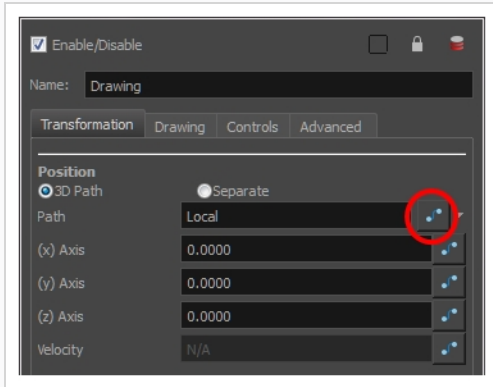 Enable/Disable
Name: Drawing
Transformation Drawing Controls Advanced
Position
3D Path Separate
Path Local
(x) Axis 0.0000
(y) Axis 0.0000
(z) Axis 0.0000
Velocity N/A